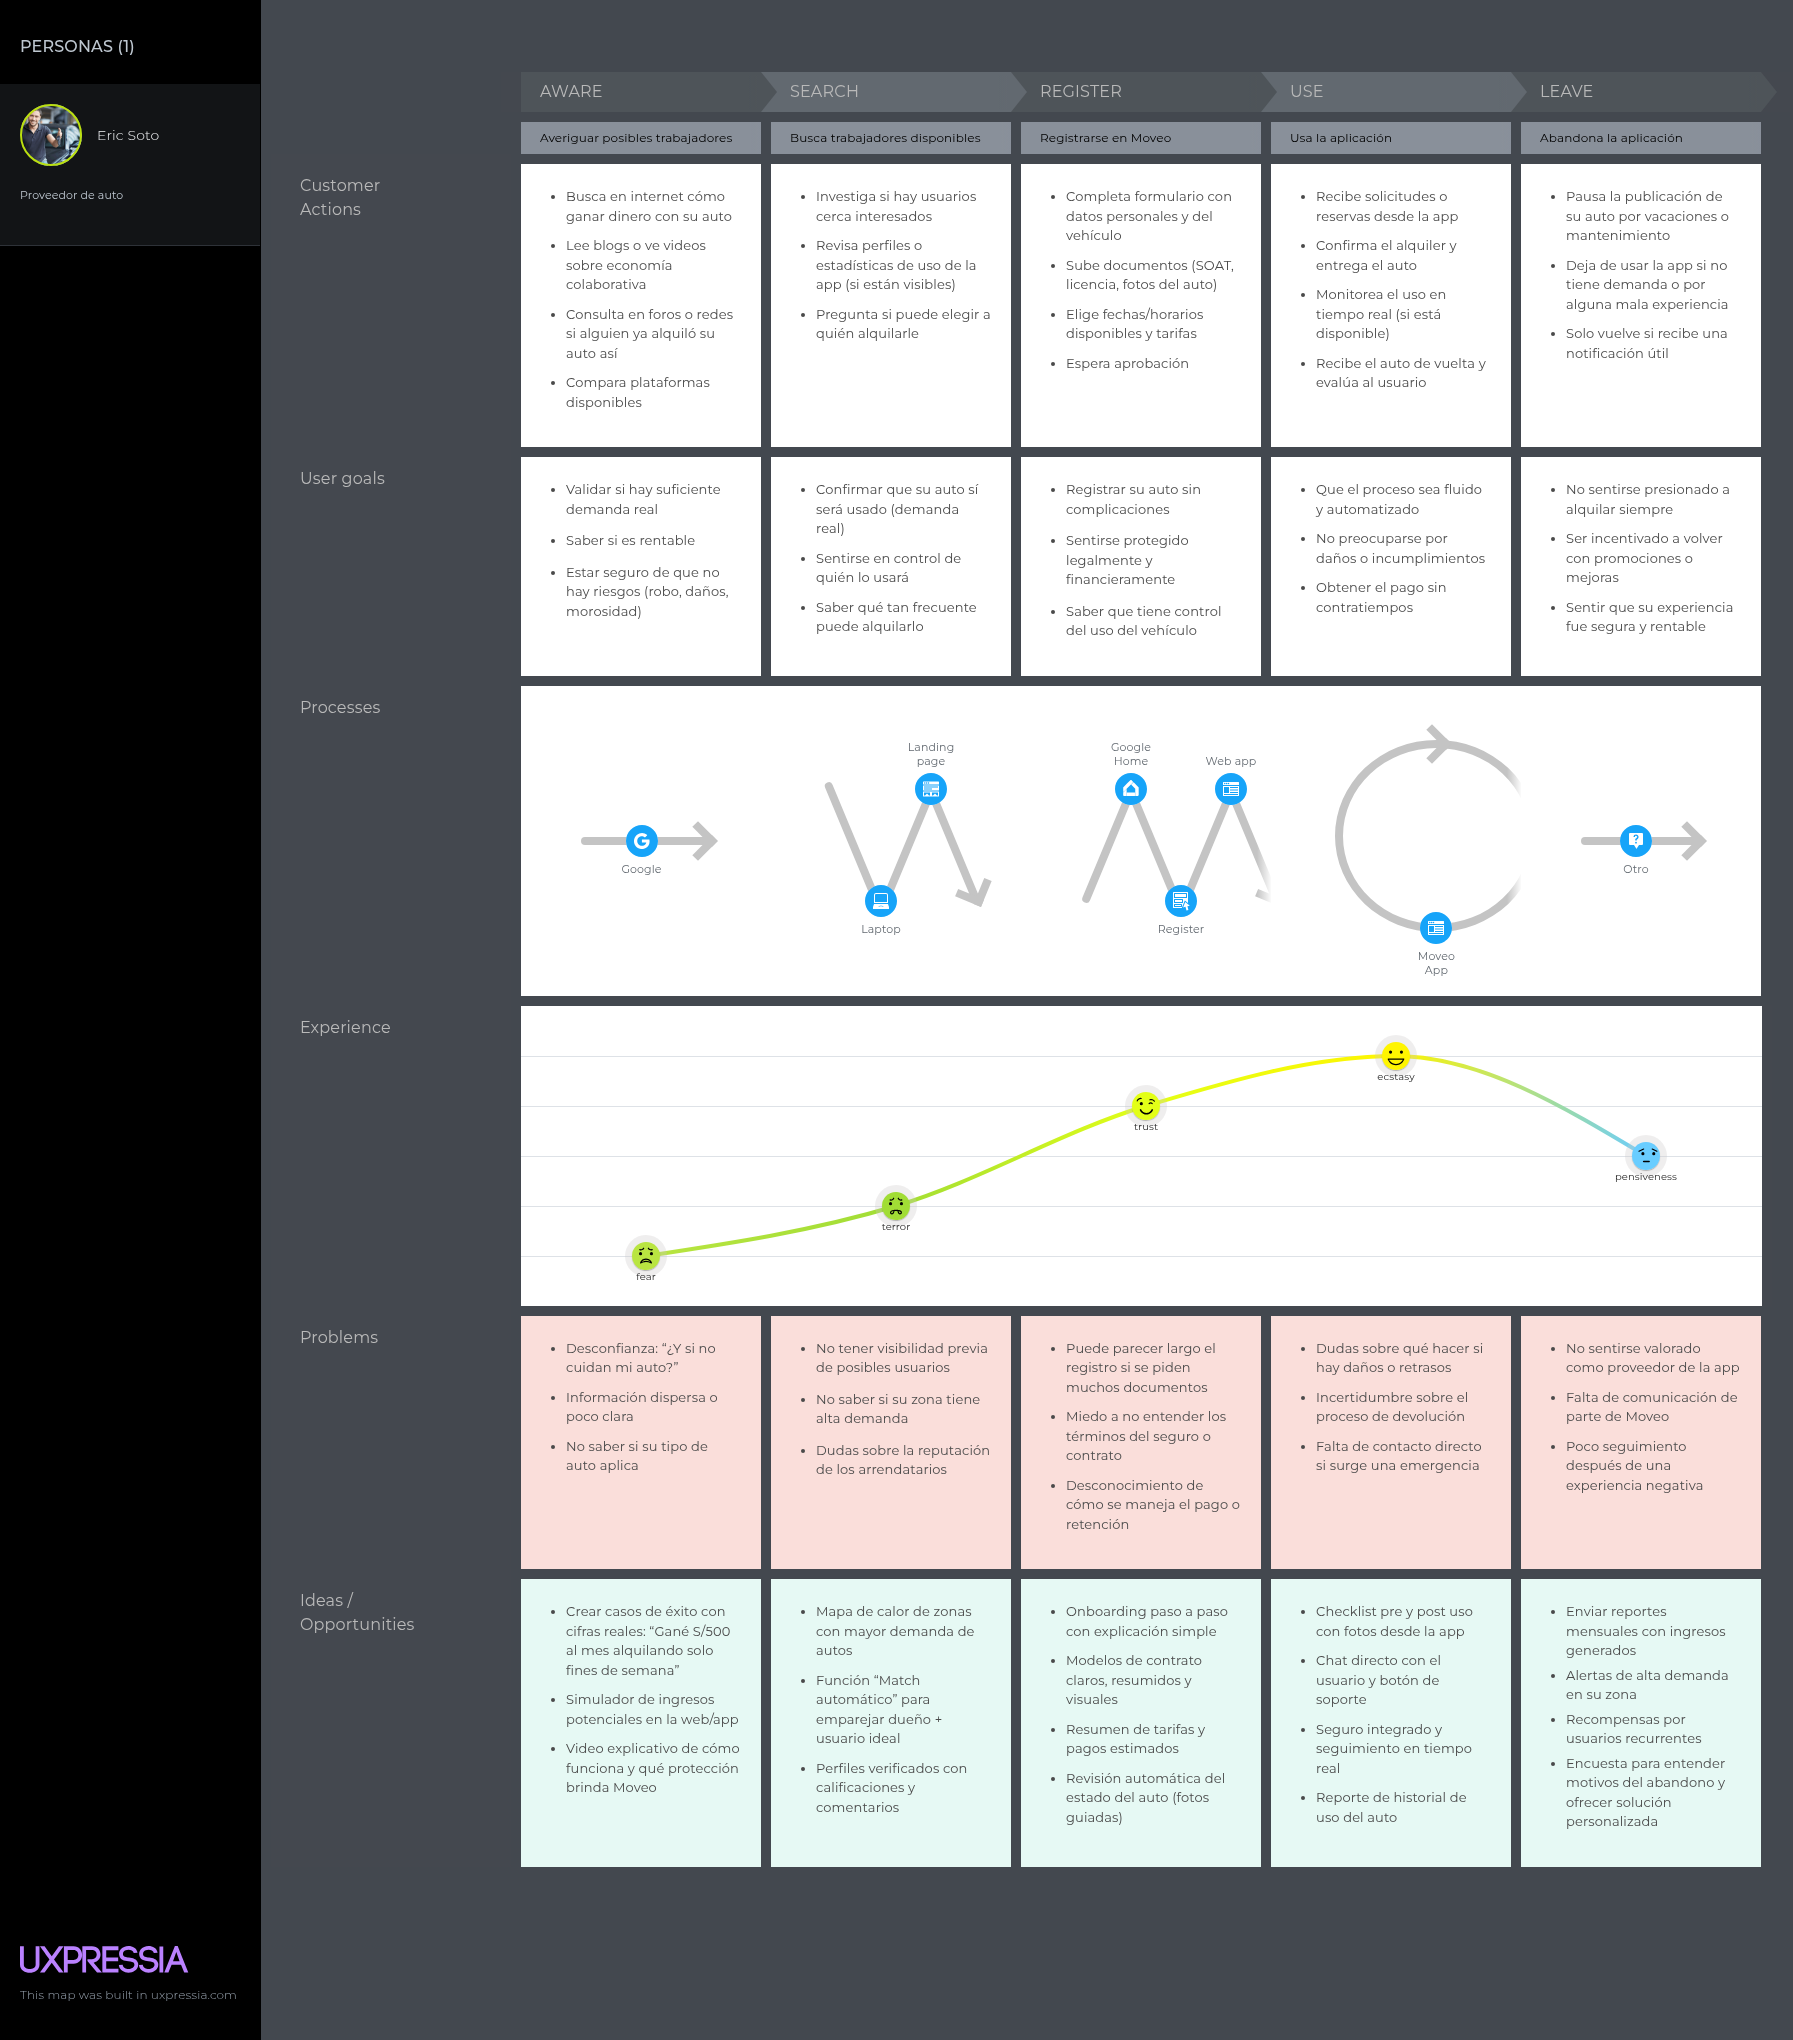 PERSONAS (1)
Eric Soto
Proveedor de auto
AWARE
SEARCH
REGISTER
USE
LEAVE
Averiguar posibles trabajadores
Busca trabajadores disponibles
Registrarse en Moveo
Usa la aplicación
Abandona la aplicación
Customer
Actions
Busca en internet cómo
ganar dinero con su auto
Lee blogs o ve videos
sobre economía
colaborativa
Consulta en foros o redes
si alguien ya alquiló su
auto así
Compara plataformas
disponibles
Investiga si hay usuarios
cerca interesados
Revisa perfiles o
estadísticas de uso de la
app (si están visibles)
Pregunta si puede elegir a
quién alquilarle
Completa formulario con
datos personales y del
vehículo
Sube documentos (SOAT,
licencia, fotos del auto)
Elige fechas/horarios
disponibles y tarifas
Espera aprobación
Recibe solicitudes o
reservas desde la app
Confirma el alquiler y
entrega el auto
Monitorea el uso en
tiempo real (si está
disponible)
Recibe el auto de vuelta y
evalúa al usuario
Pausa la publicación de
su auto por vacaciones o
mantenimiento
Deja de usar la app si no
tiene demanda o por
alguna mala experiencia
Solo vuelve si recibe una
notificación útil
User goals
Validar si hay suficiente
demanda real
Saber si es rentable
Estar seguro de que no
hay riesgos (robo, daños,
morosidad)
Confirmar que su auto sí
será usado (demanda
real)
Sentirse en control de
quién lo usará
Saber qué tan frecuente
puede alquilarlo
Registrar su auto sin
complicaciones
Sentirse protegido
legalmente y
financieramente
Saber que tiene control
del uso del vehículo
Que el proceso sea fluido
y automatizado
No preocuparse por
daños o incumplimientos
Obtener el pago sin
contratiempos
No sentirse presionado a
alquilar siempre
Ser incentivado a volver
con promociones o
mejoras
Sentir que su experiencia
fue segura y rentable
Processes
Google
Laptop
Landing
page
Google
Home
Register
Web app
Moveo
App
Otro
Experience
fear
terror
trust
ecstasy
pensiveness
Problems
Desconfianza: “¿Y si no
cuidan mi auto?”
Información dispersa o
poco clara
No saber si su tipo de
auto aplica
No tener visibilidad previa
de posibles usuarios
No saber si su zona tiene
alta demanda
Dudas sobre la reputación
de los arrendatarios
Puede parecer largo el
registro si se piden
muchos documentos
Miedo a no entender los
términos del seguro o
contrato
Desconocimiento de
cómo se maneja el pago o
retención
Dudas sobre qué hacer si
hay daños o retrasos
Incertidumbre sobre el
proceso de devolución
Falta de contacto directo
si surge una emergencia
No sentirse valorado
como proveedor de la app
Falta de comunicación de
parte de Moveo
Poco seguimiento
después de una
experiencia negativa
Ideas /
Opportunities
Crear casos de éxito con
cifras reales: “Gané S/500
al mes alquilando solo
fines de semana”
Simulador de ingresos
potenciales en la web/app
Video explicativo de cómo
funciona y qué protección
brinda Moveo
Mapa de calor de zonas
con mayor demanda de
autos
Función “Match
automático” para
emparejar dueño +
usuario ideal
Perfiles verificados con
calificaciones y
comentarios
Onboarding paso a paso
con explicación simple
Modelos de contrato
claros, resumidos y
visuales
Resumen de tarifas y
pagos estimados
Revisión automática del
estado del auto (fotos
guiadas)
Checklist pre y post uso
con fotos desde la app
Chat directo con el
usuario y botón de
soporte
Seguro integrado y
seguimiento en tiempo
real
Reporte de historial de
uso del auto
Enviar reportes
mensuales con ingresos
generados
Alertas de alta demanda
en su zona
Recompensas por
usuarios recurrentes
Encuesta para entender
motivos del abandono y
ofrecer solución
personalizada
UXPRESSIA
This map was built in uxpressia.com